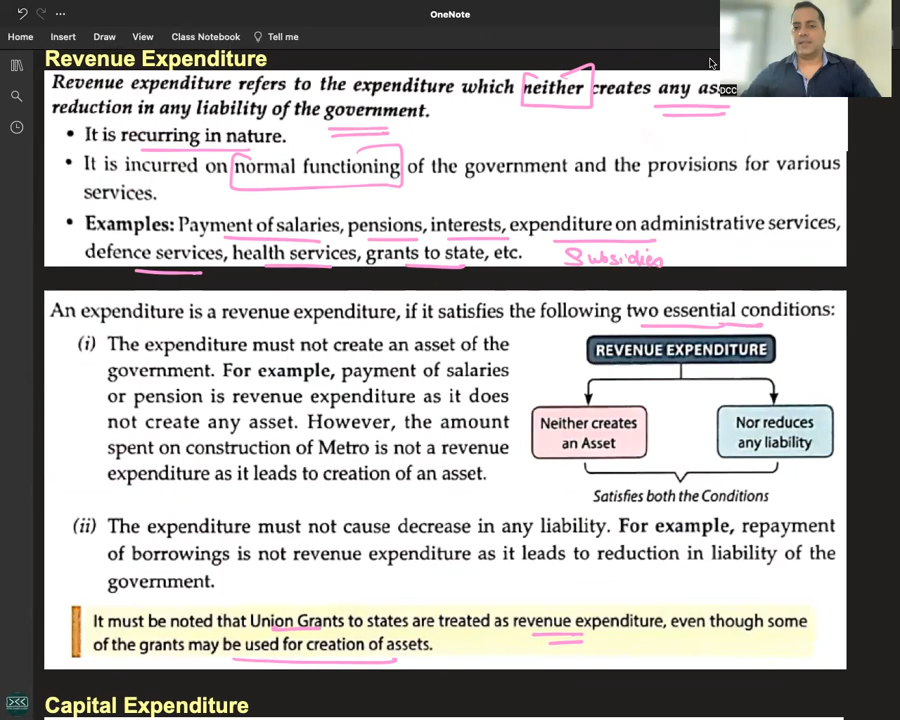 OneNote
Home Insert Draw View Class Notebook Tell me
Revenue Expenditure
Revenue expenditure refers to the expenditure which neither creates any
reduction in any liability of the government.
• It is recurring in nature.
• It is incurred on normal functioning of the government and the provisions for various
services.
• Examples: Payment of salaries, pensions, interests, expenditure on administrative services,
defence services, health services, grants to state, etc. Subsidies
An expenditure is a revenue expenditure, if it satisfies the following two essential conditions:
(i) The expenditure must not create an asset of the
government. For example, payment of salaries
or pension is revenue expenditure as it does
not create any asset. However, the amount
spent on construction of Metro is not a revenue
expenditure as it leads to creation of an asset.
REVENUE EXPENDITURE
Neither creates
an Asset
Nor reduces
any liability
Satisfies both the Conditions
(ii) The expenditure must not cause decrease in any liability. For example, repayment
of borrowings is not revenue expenditure as it leads to reduction in liability of the
government.
It must be noted that Union Grants to states are treated as revenue expenditure, even though some
of the grants may be used for creation of assets.
Capital Expenditure